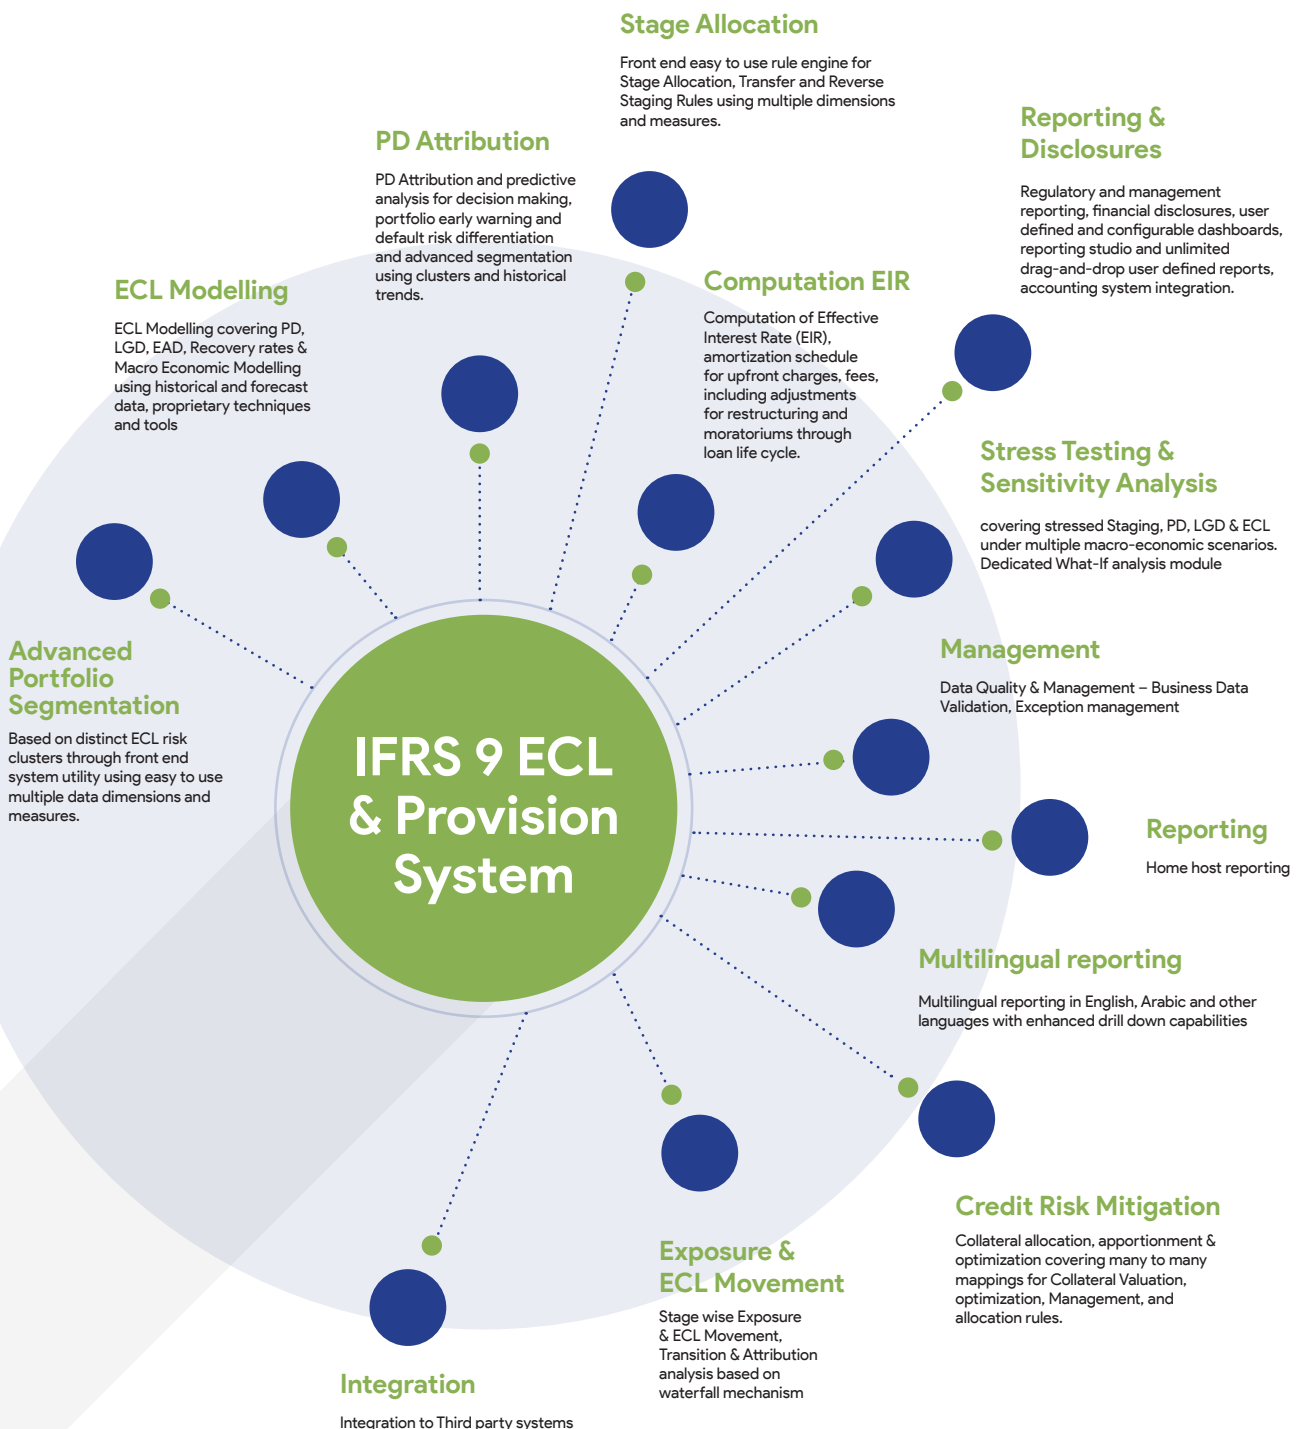 Stage Allocation
Front end easy to use rule engine for
Stage Allocation, Transfer and Reverse
Staging Rules using multiple dimensions
and measures.
Reporting &
Disclosures
Regulatory and management
reporting, financial disclosures, user
defined and configurable dashboards,
reporting studio and unlimited
drag-and-drop user defined reports,
accounting system integration.
PD Attribution
PD Attribution and predictive
analysis for decision making,
portfolio early warning and
default risk differentiation
and advanced segmentation
using clusters and historical
trends.
Computation EIR
Computation of Effective
Interest Rate (EIR),
amortization schedule
for upfront charges, fees,
including adjustments
for restructuring and
moratoriums through
loan life cycle.
ECL Modelling
ECL Modelling covering PD,
LGD, EAD, Recovery rates &
Macro Economic Modelling
using historical and forecast
data, proprietary techniques
and tools
Stress Testing &
Sensitivity Analysis
covering stressed Staging, PD, LGD & ECL
under multiple macro-economic scenarios.
Dedicated What-If analysis module
Advanced
Portfolio
Segmentation
Based on distinct ECL risk
clusters through front end
system utility using easy to use
multiple data dimensions and
measures.
Management
Data Quality & Management – Business Data
Validation, Exception management
IFRS 9 ECL
& Provision
System
Reporting
Home host reporting
Multilingual reporting
Multilingual reporting in English, Arabic and other
languages with enhanced drill down capabilities
Credit Risk Mitigation
Collateral allocation, apportionment &
optimization covering many to many
mappings for Collateral Valuation,
optimization, Management, and
allocation rules.
Exposure &
ECL Movement
Stage wise Exposure
& ECL Movement,
Transition & Attribution
analysis based on
waterfall mechanism
Integration
Integration to Third party systems